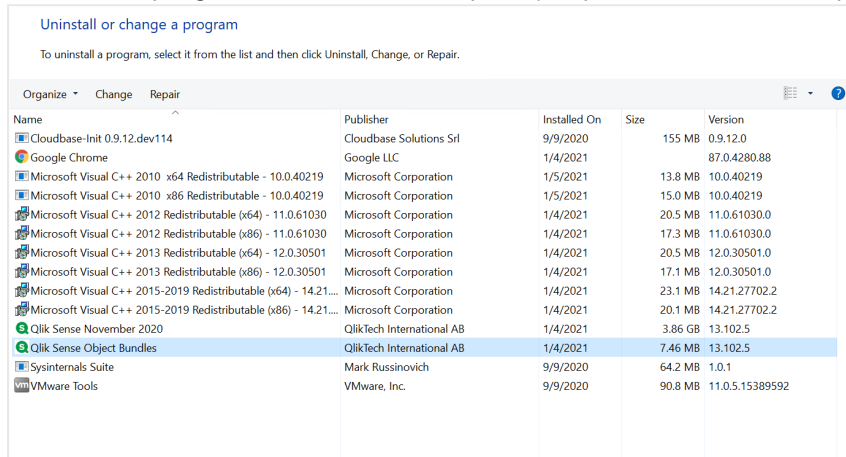 Uninstall or change a program
To uninstall a program, select it from the list and then click Uninstall, Change, or Repair.
Organize Change Repair
Name Publisher Installed On Size Version
Cloudbase-Init 0.9.12.dev114 Cloudbase Solutions Srl 9/9/2020 155 MB 0.9.12.0
Google Chrome Google LLC 1/4/2021 87.0.4280.88
Microsoft Visual C++ 2010 x64 Redistributable - 10.0.40219 Microsoft Corporation 1/5/2021 13.8 MB 10.0.40219
Microsoft Visual C++ 2010 x86 Redistributable - 10.0.40219 Microsoft Corporation 1/5/2021 15.0 MB 10.0.40219
Microsoft Visual C++ 2012 Redistributable (x64) - 11.0.61030 Microsoft Corporation 1/4/2021 20.5 MB 11.0.61030.0
Microsoft Visual C++ 2012 Redistributable (x86) - 11.0.61030 Microsoft Corporation 1/4/2021 17.3 MB 11.0.61030.0
Microsoft Visual C++ 2013 Redistributable (x64) - 12.0.30501 Microsoft Corporation 1/4/2021 20.5 MB 12.0.30501.0
Microsoft Visual C++ 2013 Redistributable (x86) - 12.0.30501 Microsoft Corporation 1/4/2021 17.1 MB 12.0.30501.0
Microsoft Visual C++ 2015-2019 Redistributable (x64) - 14.21.... Microsoft Corporation 1/4/2021 23.1 MB 14.21.27702.2
Microsoft Visual C++ 2015-2019 Redistributable (x86) - 14.21.... Microsoft Corporation 1/4/2021 20.1 MB 14.21.27702.2
Qlik Sense November 2020 QlikTech International AB 1/4/2021 3.86 GB 13.102.5
Qlik Sense Object Bundles QlikTech International AB 1/4/2021 7.46 MB 13.102.5
Sysinternals Suite Mark Russinovich 9/9/2020 64.2 MB 1.0.1
vm VMware Tools VMware, Inc. 9/9/2020 90.8 MB 11.0.5.15389592